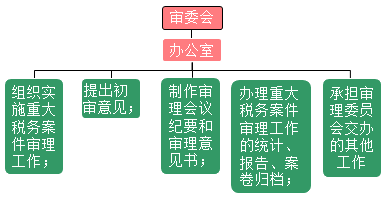 审委会
办公室
组织实
施重大
税务案
件审理
工作；
提出初
审意见；
制作审
理会议
纪要和
审理意
见书；
办理重大
税务案件
审理工作
的统计、
报告、案
卷归档；
承担审
理委员
会交办
的其他
工作